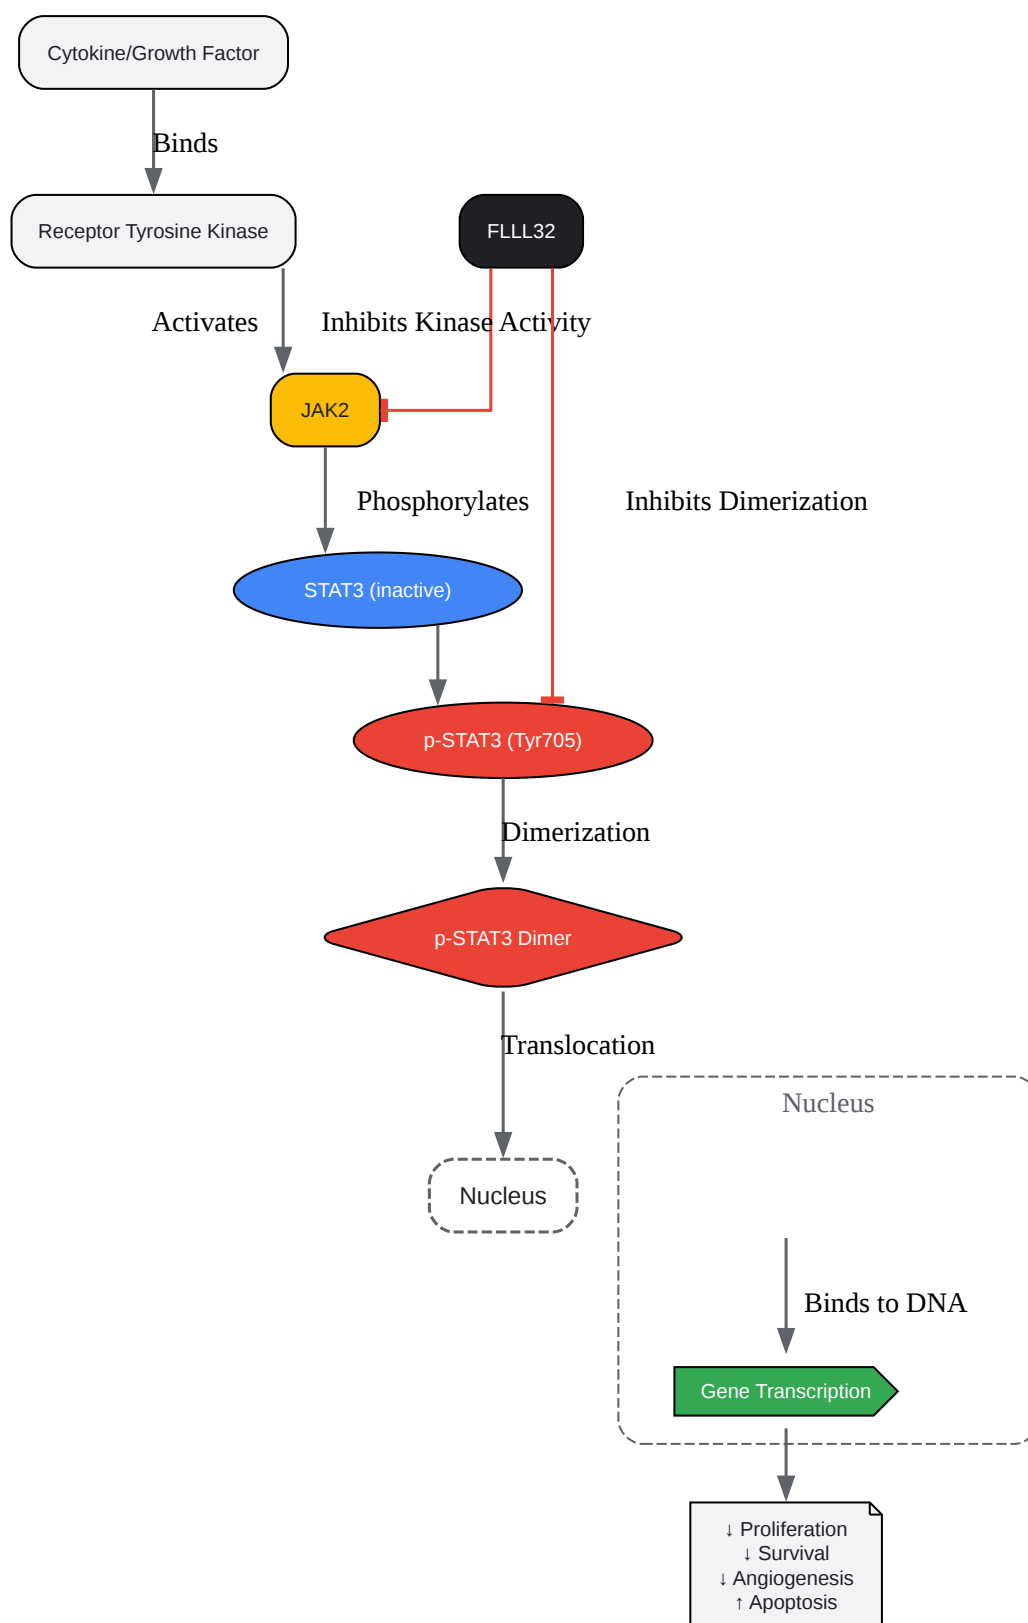 Cytokine/Growth Factor
Binds
Receptor Tyrosine Kinase
FLLL32
Activates
Inhibits Kinase Activity
JAK2
Phosphorylates
Inhibits Dimerization
STAT3 (inactive)
p-STAT3 (Tyr705)
Dimerization
p-STAT3 Dimer
Translocation
Nucleus
Nucleus
Binds to DNA
Gene Transcription
↓ Proliferation
↓ Survival
↓ Angiogenesis
↑ Apoptosis